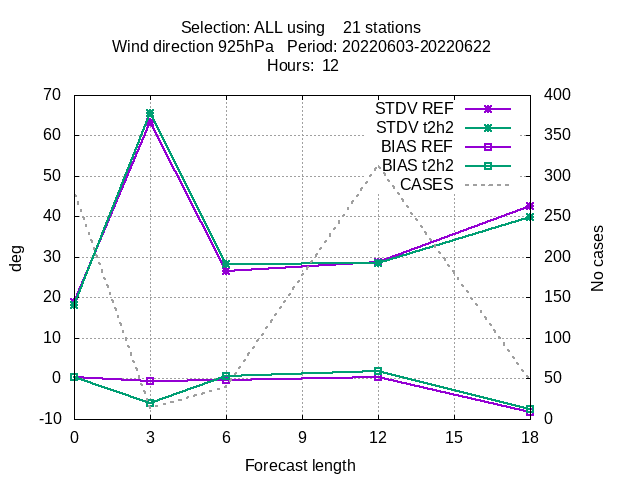 Selection: ALL using    21 stations
Wind direction 925hPa   Period: 20220603-20220622
Hours:  12
70
60
50
40
30
20
10
0
-10
400
350
300
250
200
150
100
50
0
STDV REF
STDV t2h2
BIAS REF
BIAS t2h2
CASES
deg
No cases
0 3 6 9 12 15 18
Forecast length